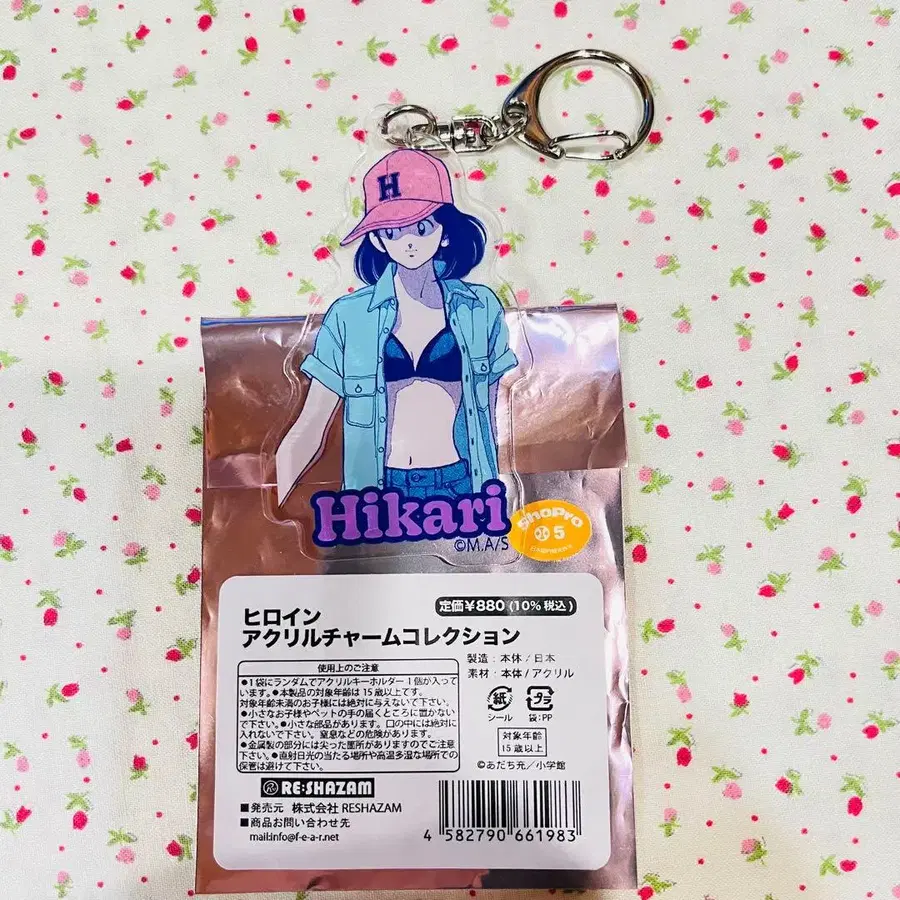 H
Hikari
©M.A/S
ShoPro
5
定価¥880(10%税込)
ヒロイン
アクリルチャームコレクション
製造：本体/日本
素材：本体/アクリル
使用上のご注意
●1袋にランダムでアクリルキーホルダー1個が入って
います。●本製品の対象年齢は15歳以上です。
対象年齢未満のお子様には絶対に与えないで下さい。
●小さなお子様やペットの手の届くところに置かない
で下さい。●小さな部品があります。口の中には絶対に
入れないで下さい。窒息などの危険があります。
●金属製の部分には尖った箇所がありますのでご注意
下さい。●直射日光の当たる場所や高温多湿な場所での
保管は避けて下さい。
紙
シール
プラ
袋:PP
対象年齢
15歳以上
©あだち充/小学館
R RE:SHAZAM
■発売元 株式会社 RESHAZAM
■商品お問い合わせ先
mail:info@f-e-ar.net
4 582790 661983